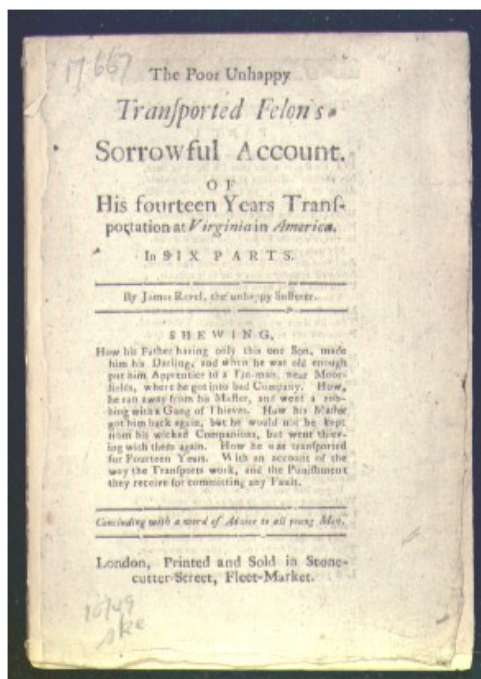 17.667
The Poor Unhappy
Tranſported Felon's
Sorrowful Account.
OF
His fourteen Years Tranſ-
portation at Virginia in America.
In SIX PARTS.
By James Revel, the unhappy Sufferer.
SHEWING,
How his Father having only this one Son, made
him his Darling, and when he was old enough
put him Apprentice to a Tin-man, near Moor-
fields, where he got into bad Company. How,
he ran away from his Maſter, and went a rob-
bing with a Gang of Thieves. How his Maſter
got him back again, but he would not be kept
from his wicked Companions, but went thiev-
ing with them again. How he was tranſported
for Fourteen Years. With an account of the
way the Tranſports work, and the Puniſhment
they receive for committing any Fault.
Concluding with a word of Advice to all young Men.
London, Printed and Sold in Stone-
cutter-Street, Fleet-Market.